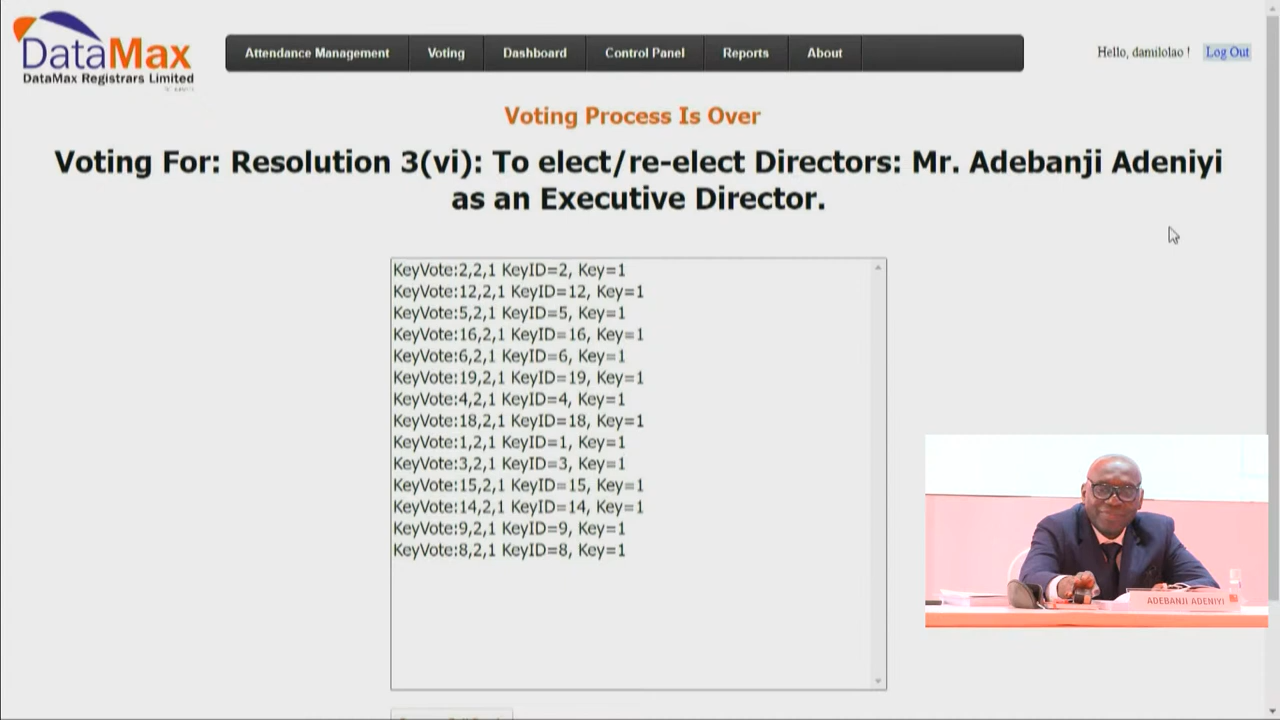 DataMax
DataMax Registrars Limited
Attendance Management
Voting
Dashboard
Control Panel
Reports
About
Hello, damilolao !
Log Out
Voting Process Is Over
Voting For: Resolution 3(vi): To elect/re-elect Directors: Mr. Adebanji Adeniyi
as an Executive Director.
KeyVote:2,2,1 KeyID=2, Key=1
KeyVote:12,2,1 KeyID=12, Key=1
KeyVote:5,2,1 KeyID=5, Key=1
KeyVote:16,2,1 KeyID=16, Key=1
KeyVote:6,2,1 KeyID=6, Key=1
KeyVote:19,2,1 KeyID=19, Key=1
KeyVote:4,2,1 KeyID=4, Key=1
KeyVote:18,2,1 KeyID=18, Key=1
KeyVote:1,2,1 KeyID=1, Key=1
KeyVote:3,2,1 KeyID=3, Key=1
KeyVote:15,2,1 KeyID=15, Key=1
KeyVote:14,2,1 KeyID=14, Key=1
KeyVote:9,2,1 KeyID=9, Key=1
KeyVote:8,2,1 KeyID=8, Key=1
ADEBANJI ADENIYI